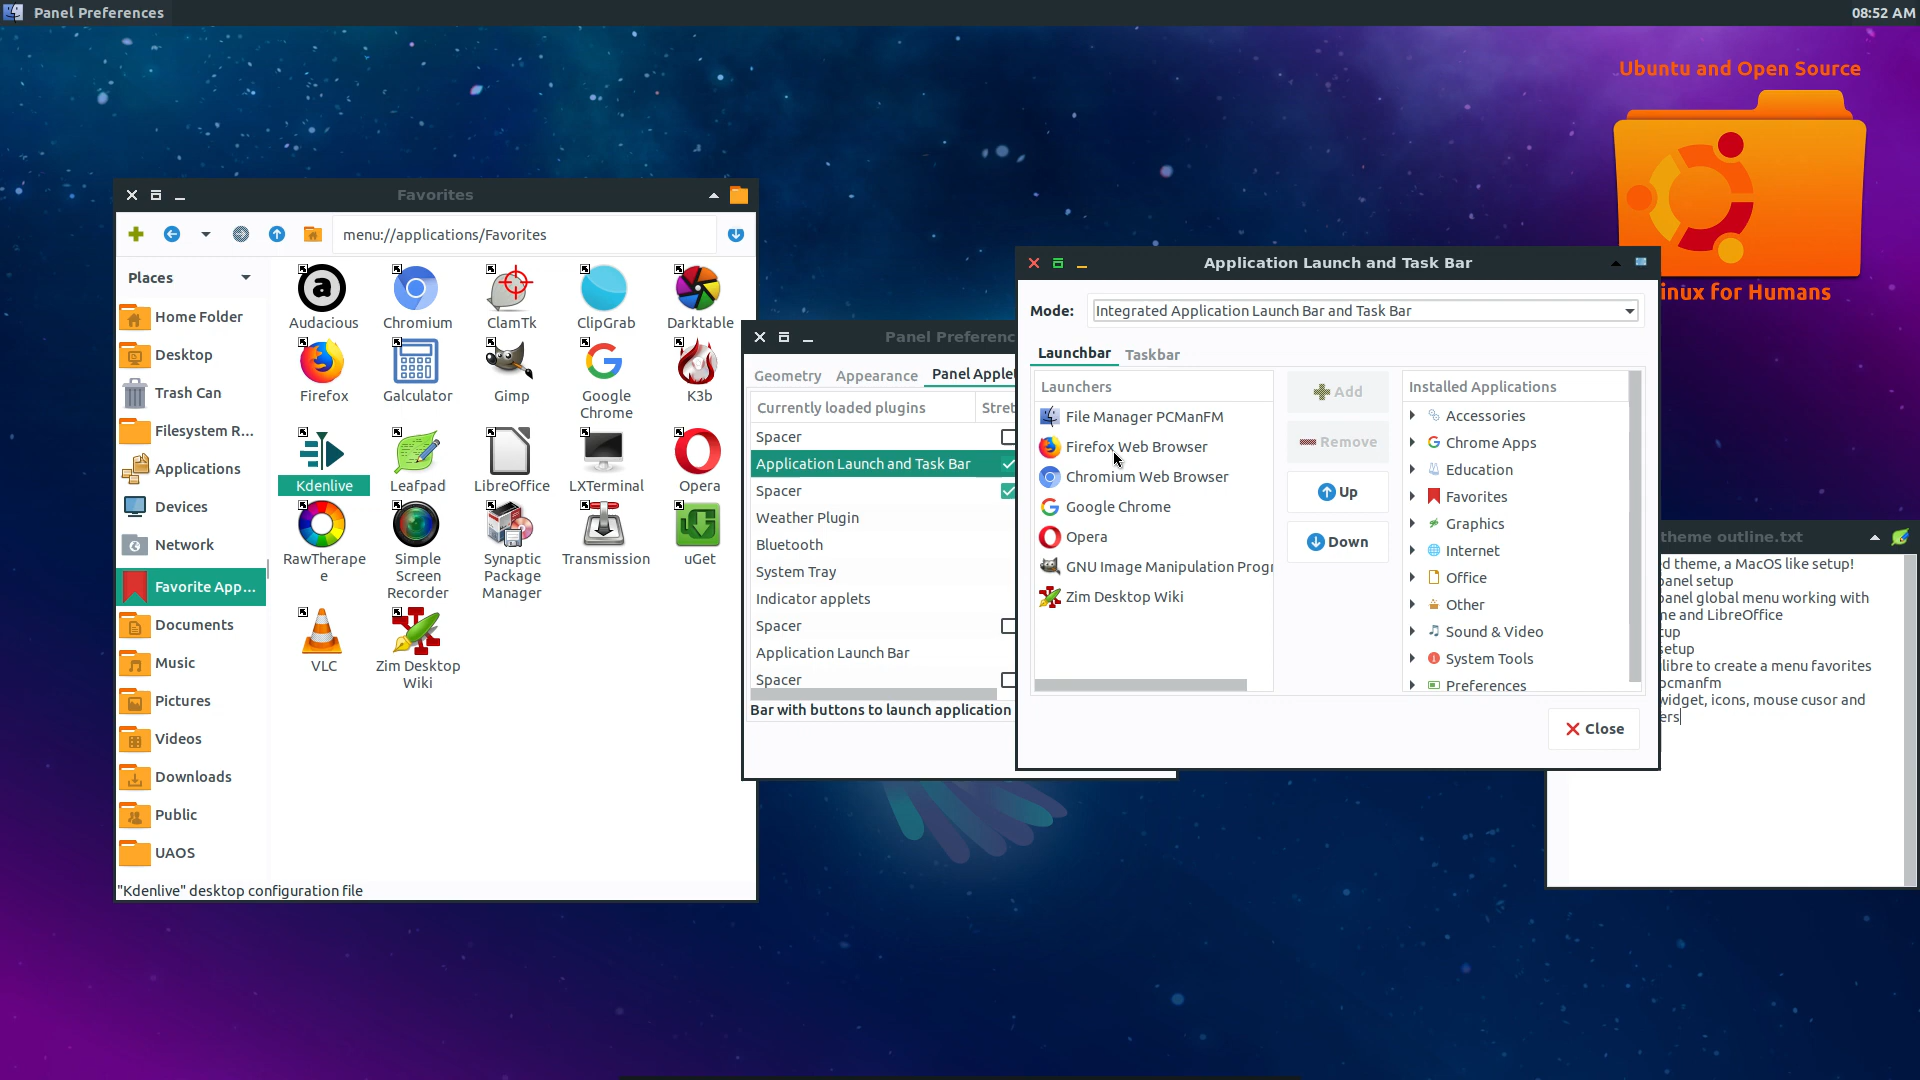 Panel Preferences
08:52 AM
Ubuntu and Open Source
inux for Humans
Favorites
menu://applications/Favorites
Places
Home Folder
Desktop
Trash Can
Filesystem R...
Applications
Devices
Network
Favorite App...
Documents
Music
Pictures
Videos
Downloads
Public
UAOS
Audacious
Chromium
ClamTk
ClipGrab
Darktable
Firefox
Galculator
Gimp
Google
Chrome
K3b
Kdenlive
Leafpad
LibreOffice
LXTerminal
Opera
RawTherape
e
Simple
Screen
Recorder
Synaptic
Package
Manager
Transmission
uGet
VLC
Zim Desktop
Wiki
"Kdenlive" desktop configuration file
Panel Preferenc
Geometry
Appearance
Panel Applet
Currently loaded plugins
Stret
Spacer
Application Launch and Task Bar
Spacer
Weather Plugin
Bluetooth
System Tray
Indicator applets
Spacer
Application Launch Bar
Spacer
Bar with buttons to launch application
Application Launch and Task Bar
Mode:
Integrated Application Launch Bar and Task Bar
Launchbar
Taskbar
Launchers
File Manager PCManFM
Firefox Web Browser
Chromium Web Browser
Google Chrome
Opera
GNU Image Manipulation Progr
Zim Desktop Wiki
Add
Remove
Up
Down
Installed Applications
Accessories
Chrome Apps
Education
Favorites
Graphics
Internet
Office
Other
Sound & Video
System Tools
Preferences
Close
theme outline.txt
d theme, a MacOS like setup!
panel setup
panel global menu working with
ne and LibreOffice
tup
setup
libre to create a menu favorites
pcmanfm
widget, icons, mouse cusor and
ers